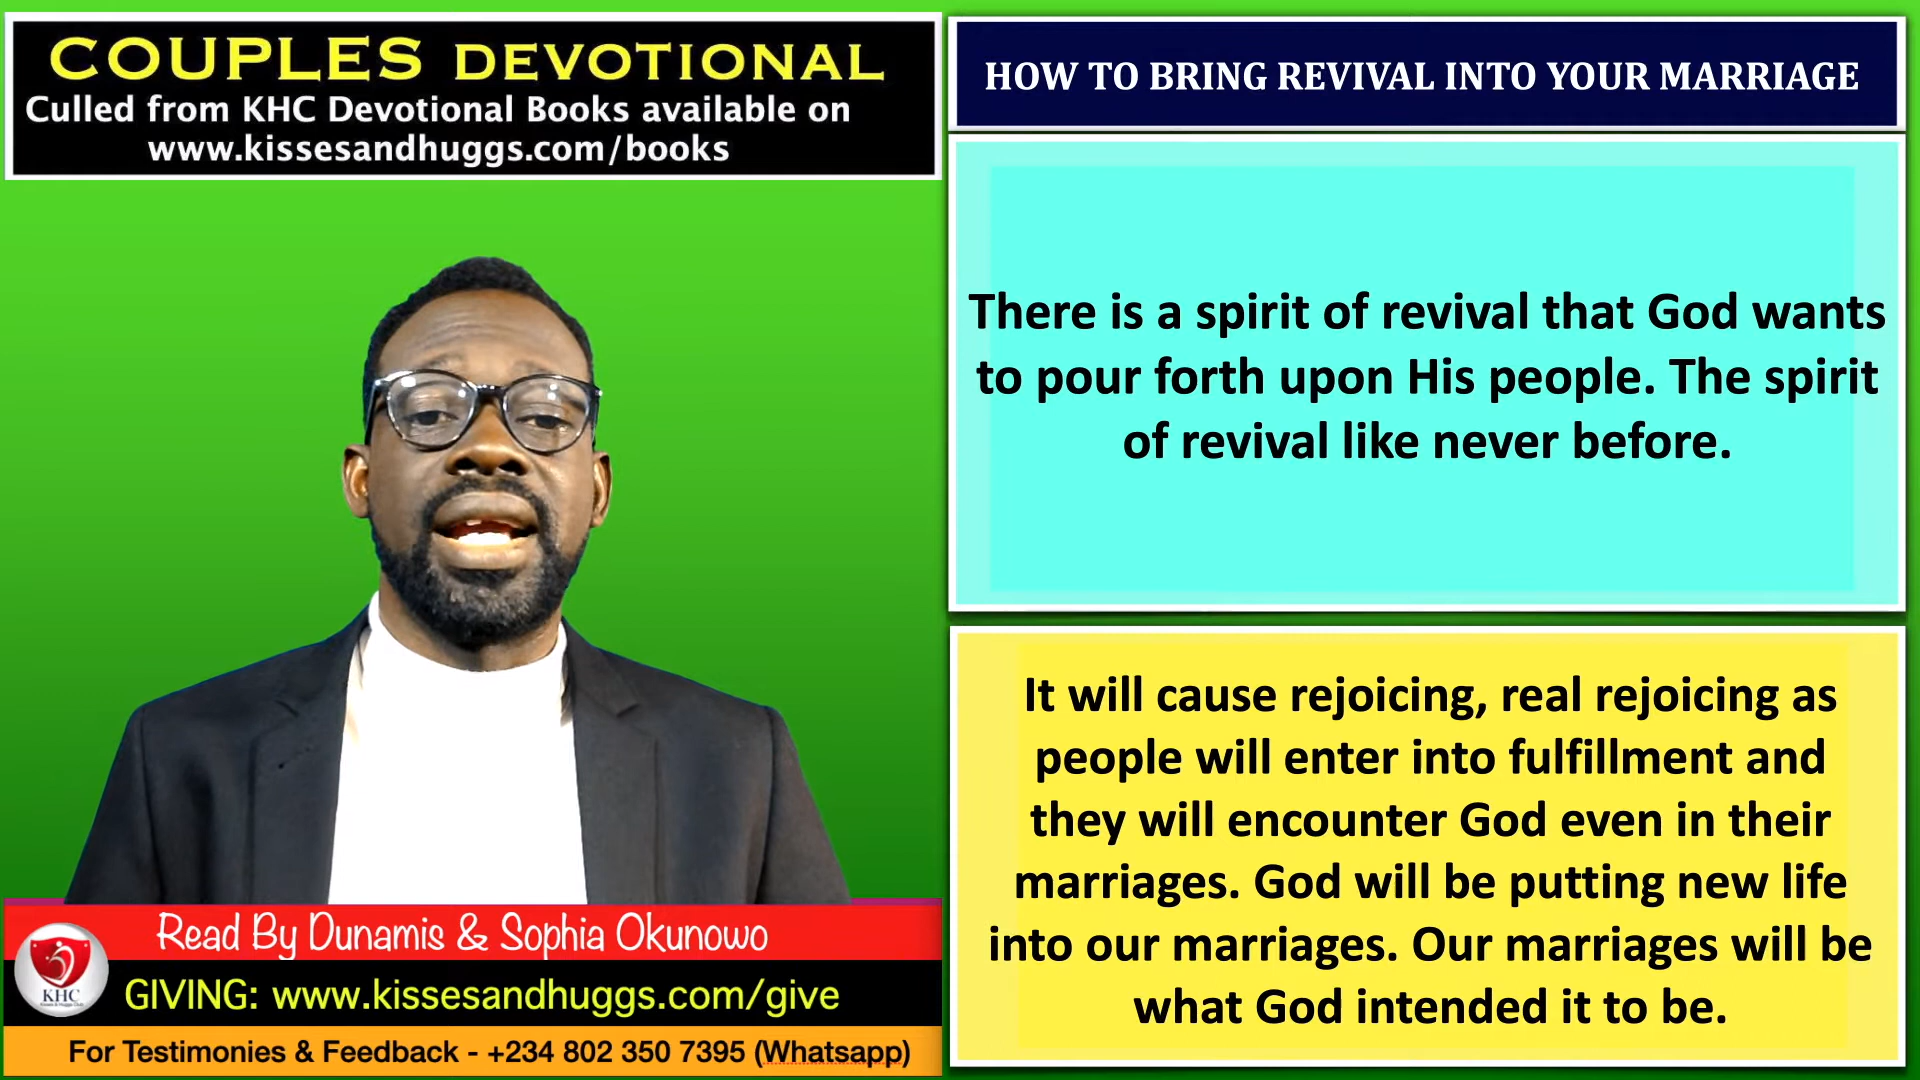 COUPLES DEVOTIONAL
Culled from KHC Devotional Books available on
www.kissesandhuggs.com/books
HOW TO BRING REVIVAL INTO YOUR MARRIAGE
There is a spirit of revival that God wants
to pour forth upon His people. The spirit
of revival like never before.
It will cause rejoicing, real rejoicing as
people will enter into fulfillment and
they will encounter God even in their
marriages. God will be putting new life
into our marriages. Our marriages will be
what God intended it to be.
Read By Dunamis & Sophia Okunowo
KHC
GIVING: www.kissesandhuggs.com/give
For Testimonies & Feedback - +234 802 350 7395 (Whatsapp)